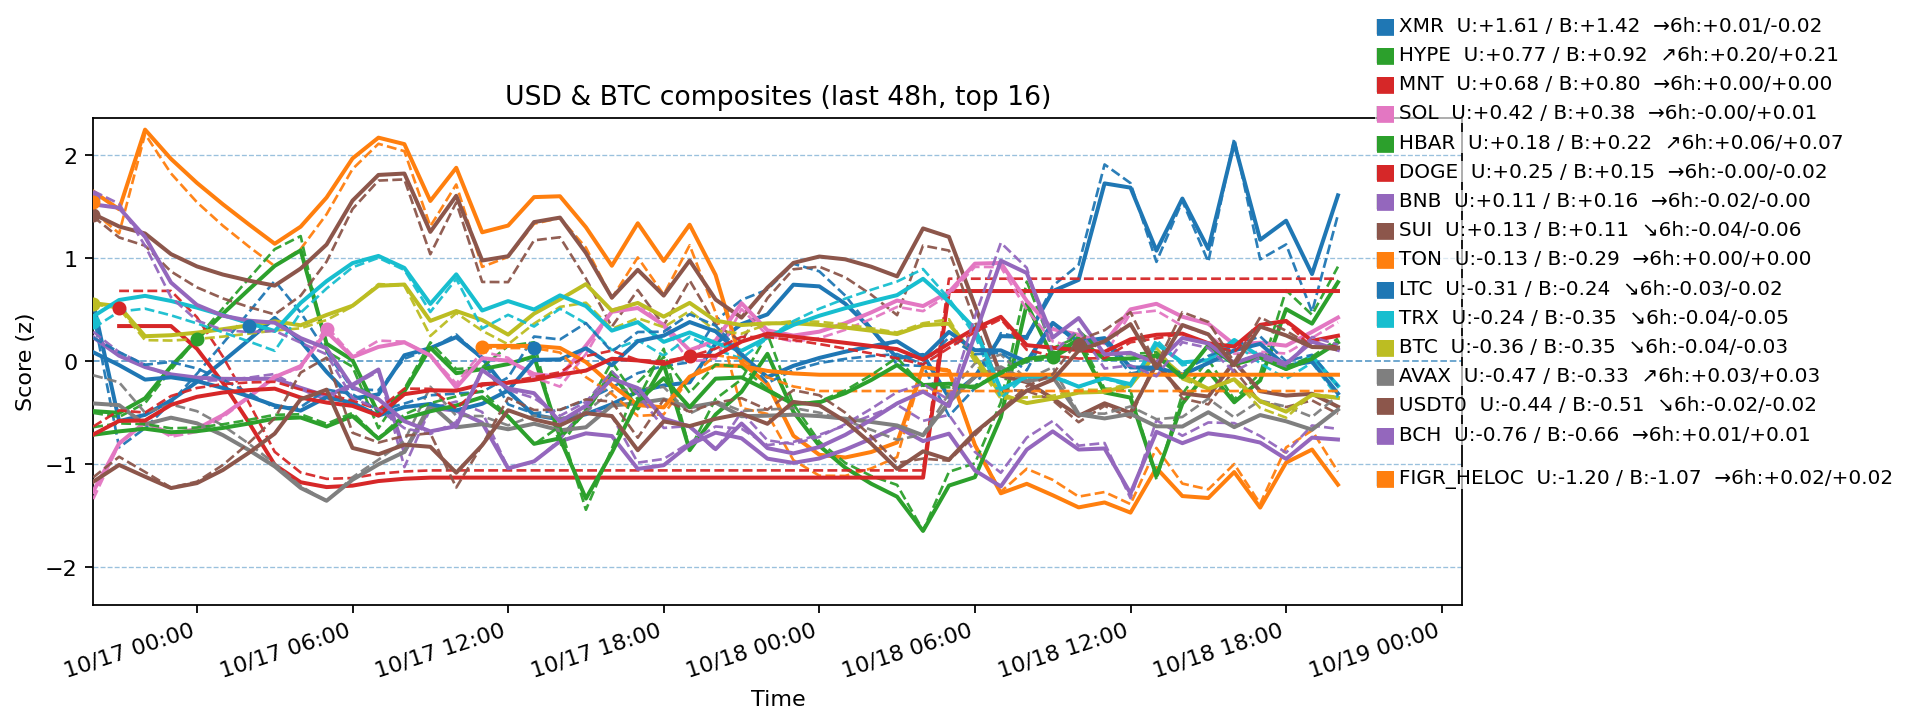 XMR U:+1.61 / B:+1.42 →6h:+0.01/-0.02
HYPE U:+0.77 / B:+0.92 ↗6h:+0.20/+0.21
MNT U:+0.68 / B:+0.80 →6h:+0.00/+0.00
SOL U:+0.42 / B:+0.38 →6h:-0.00/+0.01
HBAR U:+0.18 / B:+0.22 ↗6h:+0.06/+0.07
DOGE U:+0.25 / B:+0.15 →6h:-0.00/-0.02
BNB U:+0.11 / B:+0.16 →6h:-0.02/-0.00
SUI U:+0.13 / B:+0.11 ↘6h:-0.04/-0.06
TON U:-0.13 / B:-0.29 →6h:+0.00/+0.00
LTC U:-0.31 / B:-0.24 ↘6h:-0.03/-0.02
TRX U:-0.24 / B:-0.35 ↘6h:-0.04/-0.05
BTC U:-0.36 / B:-0.35 ↘6h:-0.04/-0.03
AVAX U:-0.47 / B:-0.33 ↗6h:+0.03/+0.03
USDT0 U:-0.44 / B:-0.51 ↘6h:-0.02/-0.02
BCH U:-0.76 / B:-0.66 →6h:+0.01/+0.01
FIGR_HELOC U:-1.20 / B:-1.07 →6h:+0.02/+0.02
USD & BTC composites (last 48h, top 16)
Score (z)
2
1
0
−1
−2
10/17 00:00
10/17 06:00
10/17 12:00
10/17 18:00
10/18 00:00
10/18 06:00
10/18 12:00
10/18 18:00
10/19 00:00
Time